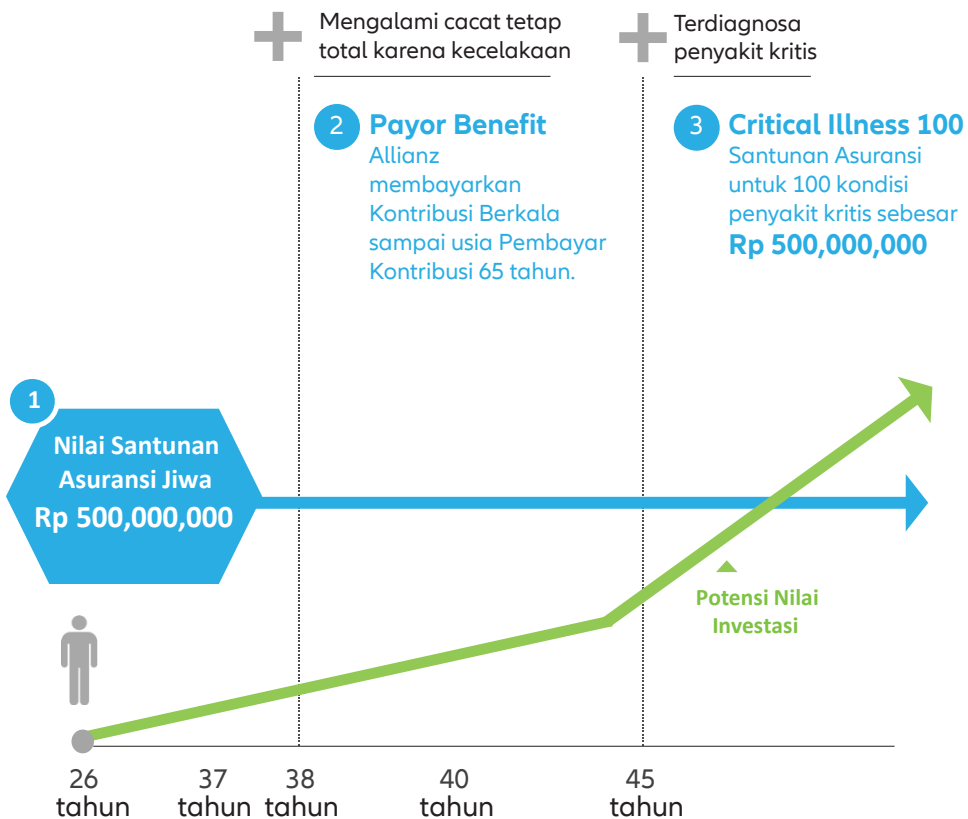 Mengalami cacat tetap
total karena kecelakaan
Terdiagnosa
penyakit kritis
2 Payor Benefit
Allianz
membayarkan
Kontribusi Berkala
sampai usia Pembayar
Kontribusi 65 tahun.
3 Critical Illness 100
Santunan Asuransi
untuk 100 kondisi
penyakit kritis sebesar
Rp 500,000,000
1
Nilai Santunan
Asuransi Jiwa
Rp 500,000,000
Potensi Nilai
Investasi
26 37 38 40 45
tahun tahun tahun tahun tahun